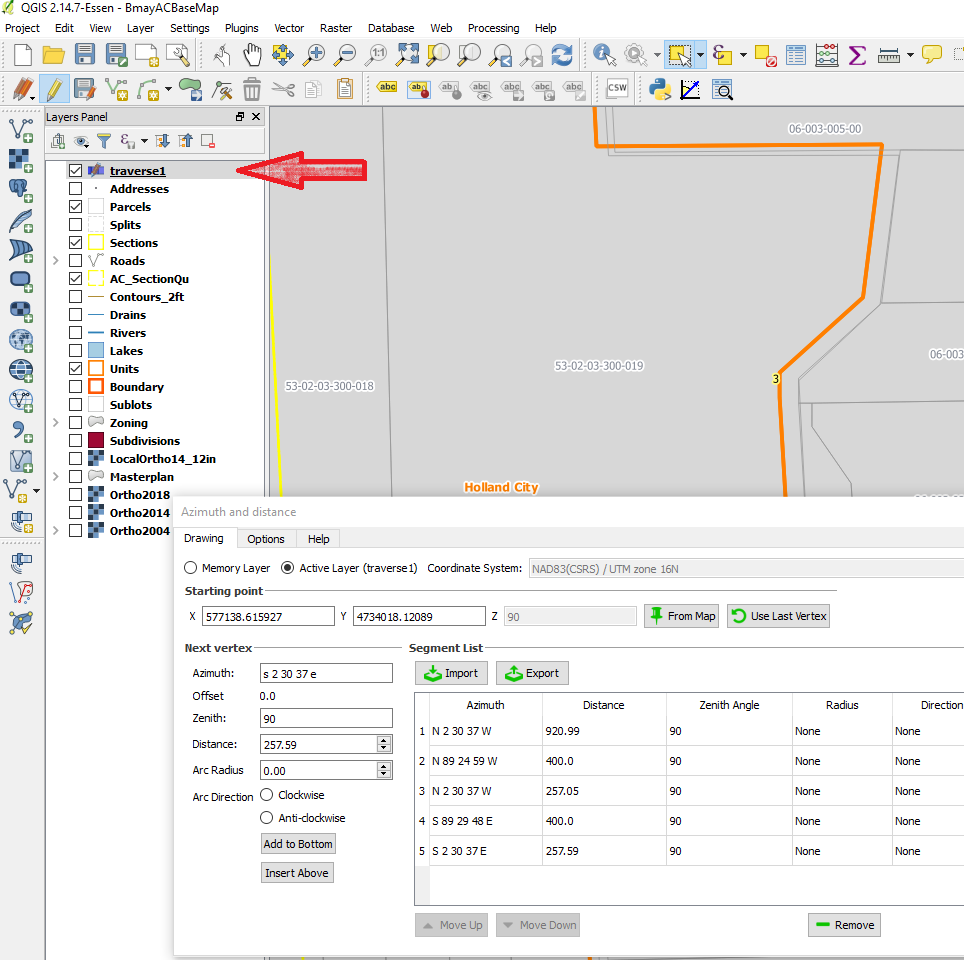 QGIS 2.14.7-Essen - BmayACBaseMap
Project Edit View Layer Settings Plugins Vector Raster Database Web Processing Help
1:1
abc ab ab abc abc abc abc CSW
Layers Panel
traverse1
Addresses
Parcels
Splits
Sections
Roads
AC_SectionQu
Contours_2ft
Drains
Rivers
Lakes
Units
Boundary
Sublots
Zoning
Subdivisions
LocalOrtho14_12in
Masterplan
Ortho2018
Ortho2014
Ortho2004
06-003-005-00
06-003
53-02-03-300-019
3
53-02-03-300-018
Holland City
Azimuth and distance
Drawing Options Help
Memory Layer Active Layer (traverse1) Coordinate System: NAD83(CSRS) / UTM zone 16N
Starting point
X 577138.615927 Y 4734018.12089 Z 90 From Map Use Last Vertex
Next vertex
Azimuth: s 2 30 37 e
Offset 0.0
Zenith: 90
Distance: 257.59
Arc Radius 0.00
Arc Direction Clockwise
Anti-clockwise
Add to Bottom
Insert Above
Segment List
Import Export
Azimuth Distance Zenith Angle Radius Direction
1 N 2 30 37 W 920.99 90 None None
2 N 89 24 59 W 400.0 90 None None
3 N 2 30 37 W 257.05 90 None None
4 S 89 29 48 E 400.0 90 None None
5 S 2 30 37 E 257.59 90 None None
Move Up Move Down Remove